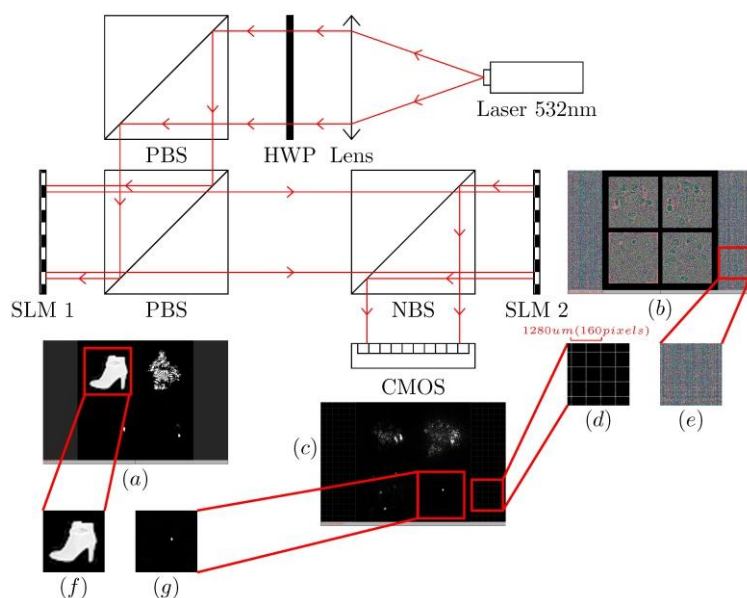 Laser 532nm
PBS
HWP
Lens
SLM 1
PBS
NBS
SLM 2
(b)
1280um(160pixels)
CMOS
(c)
(d)
(e)
(a)
(f)
(g)